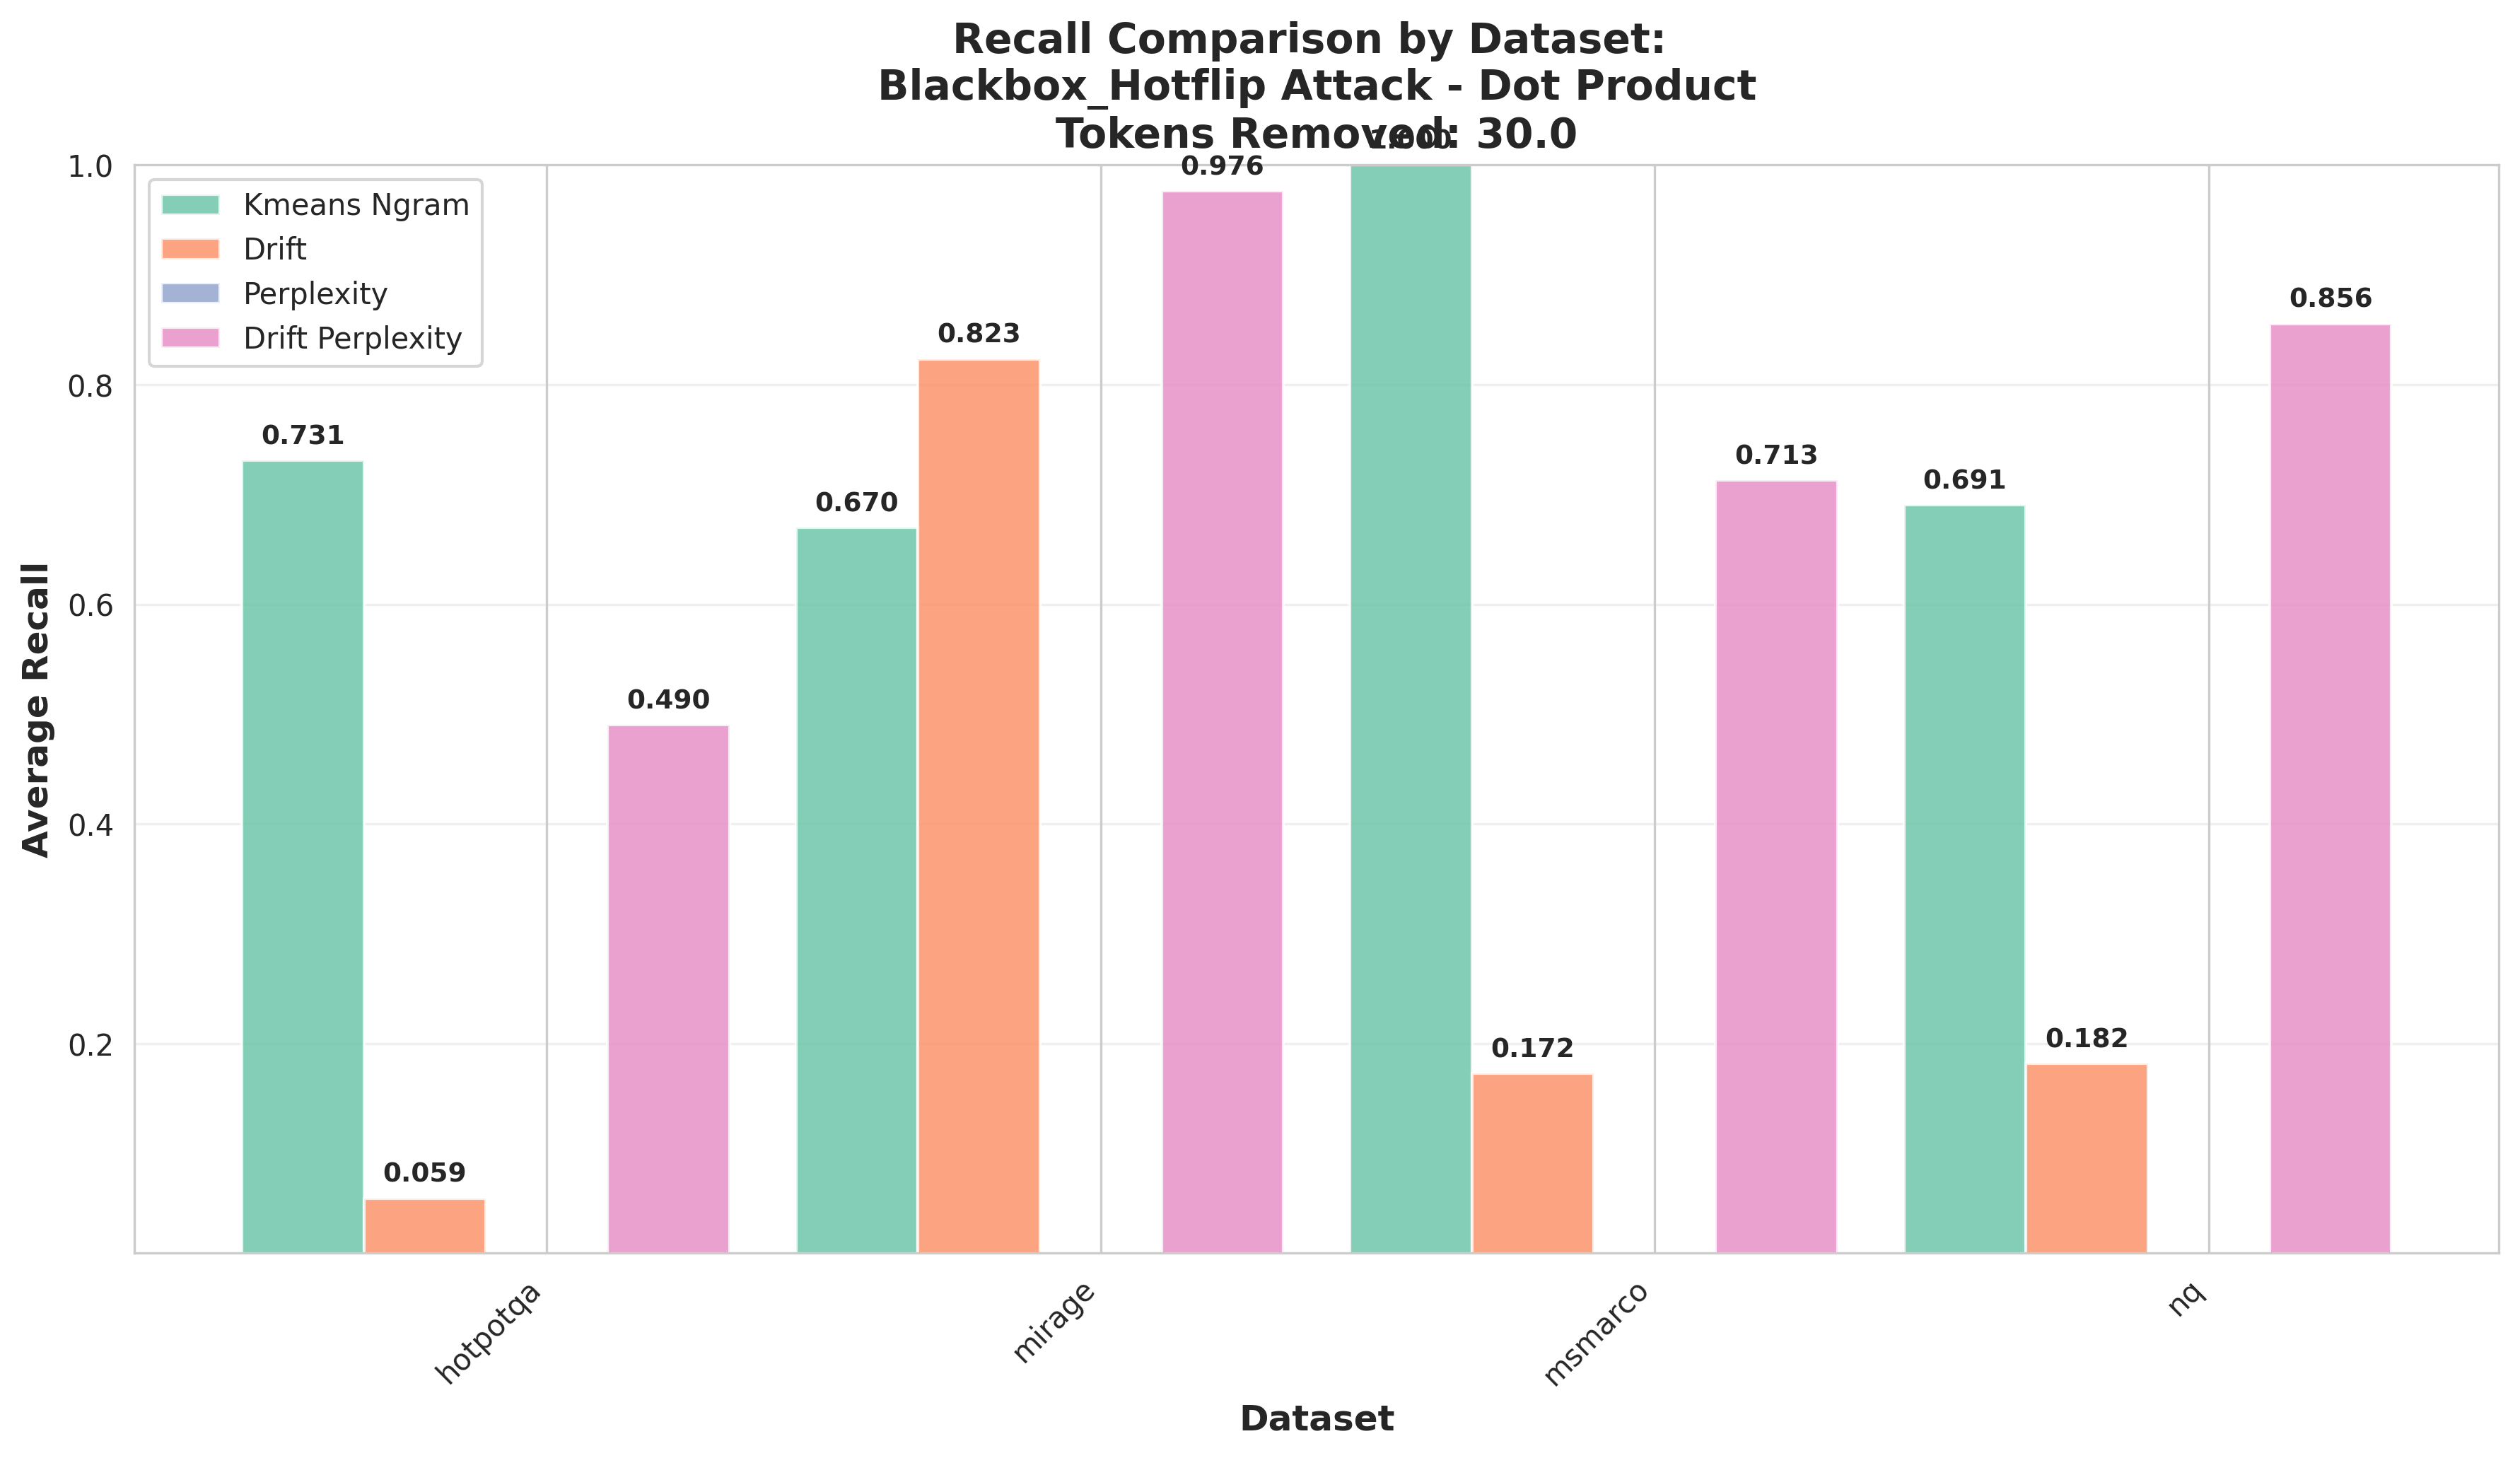 Recall Comparison by Dataset:
Blackbox_Hotflip Attack - Dot Product
Tokens Removed: 30.0
1.0
0.8
0.6
0.4
0.2
Average Recall
Kmeans Ngram
Drift
Perplexity
Drift Perplexity
0.731
0.059
0.490
0.670
0.823
0.976
0.172
0.713
0.691
0.182
0.856
hotpotqa
mirage
msmarco
nq
Dataset